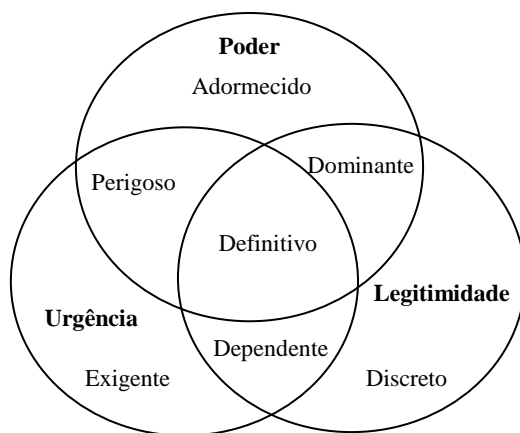 Poder
Adormecido
Dominante
Perigoso
Definitivo
Legitimidade
Urgência
Dependente
Exigente
Discreto